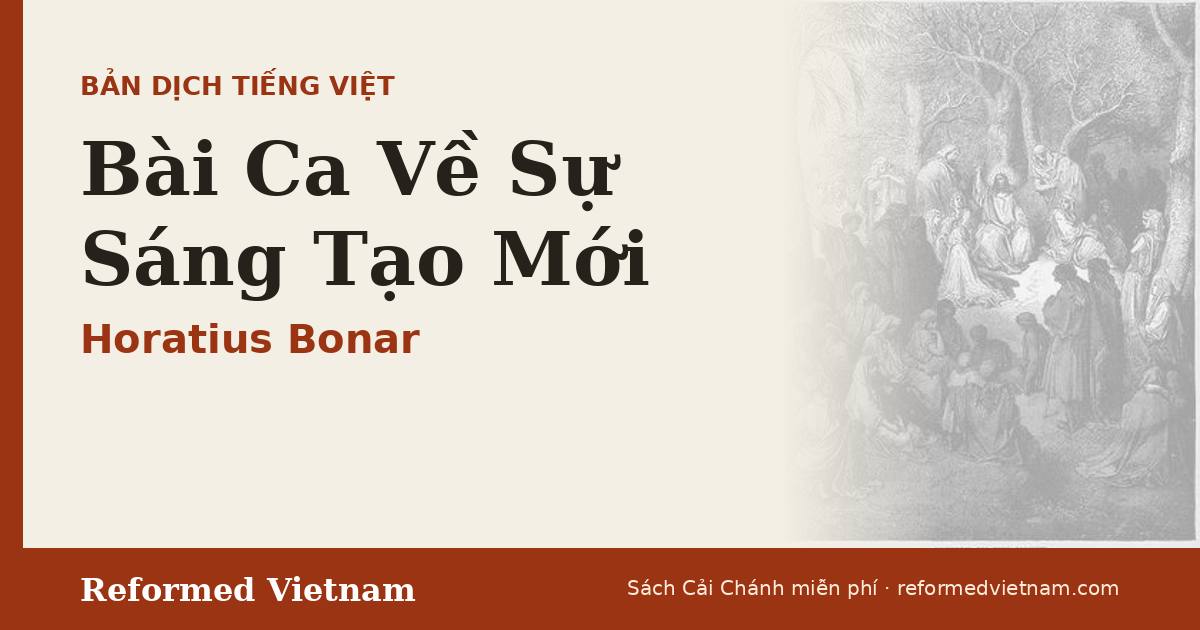 BẢN DỊCH TIẾNG VIỆT
Bài Ca Về Sự
Sáng Tạo Mới
Horatius Bonar
Reformed Vietnam
Sách Cải Chánh miễn phí · reformedvietnam.com